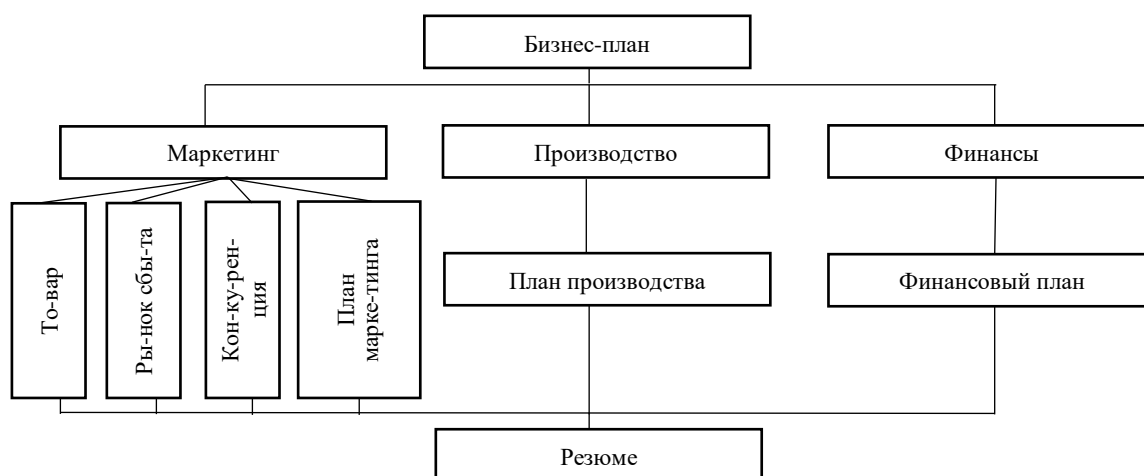 Бизнес-план
Маркетинг
Производство
Финансы
То-вар
Ры-нок сбы-та
Кон-ку-рен-
ция
План
марке-тинга
План производства
Финансовый план
Резюме